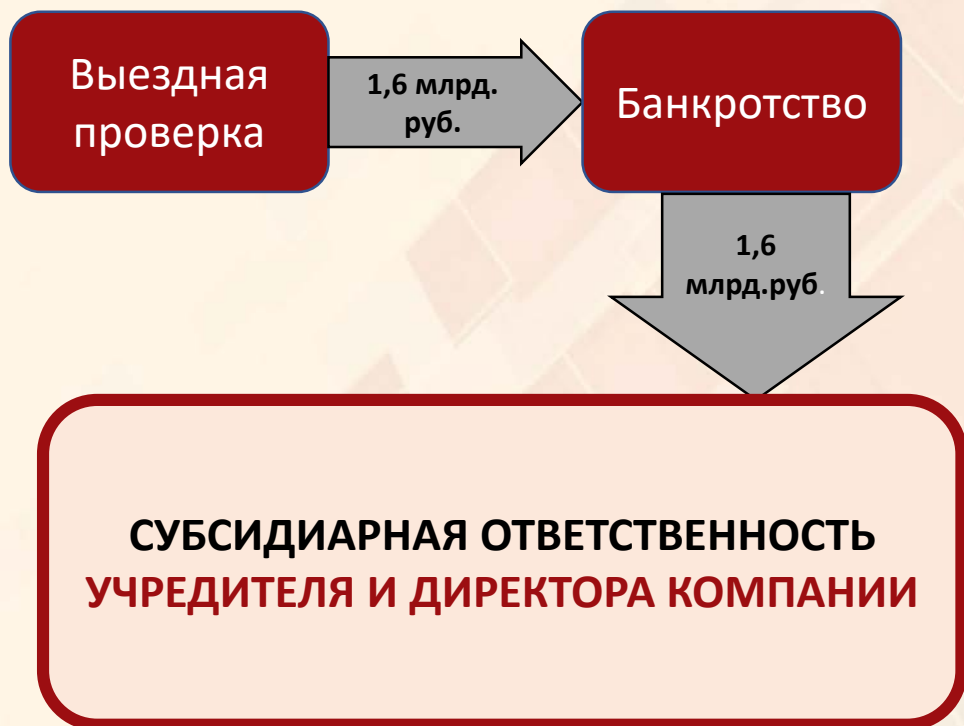 Выездная
проверка
1,6 млрд.
руб.
Банкротство
1,6
млрд.руб.
СУБСИДИАРНАЯ ОТВЕТСТВЕННОСТЬ
УЧРЕДИТЕЛЯ И ДИРЕКТОРА КОМПАНИИ